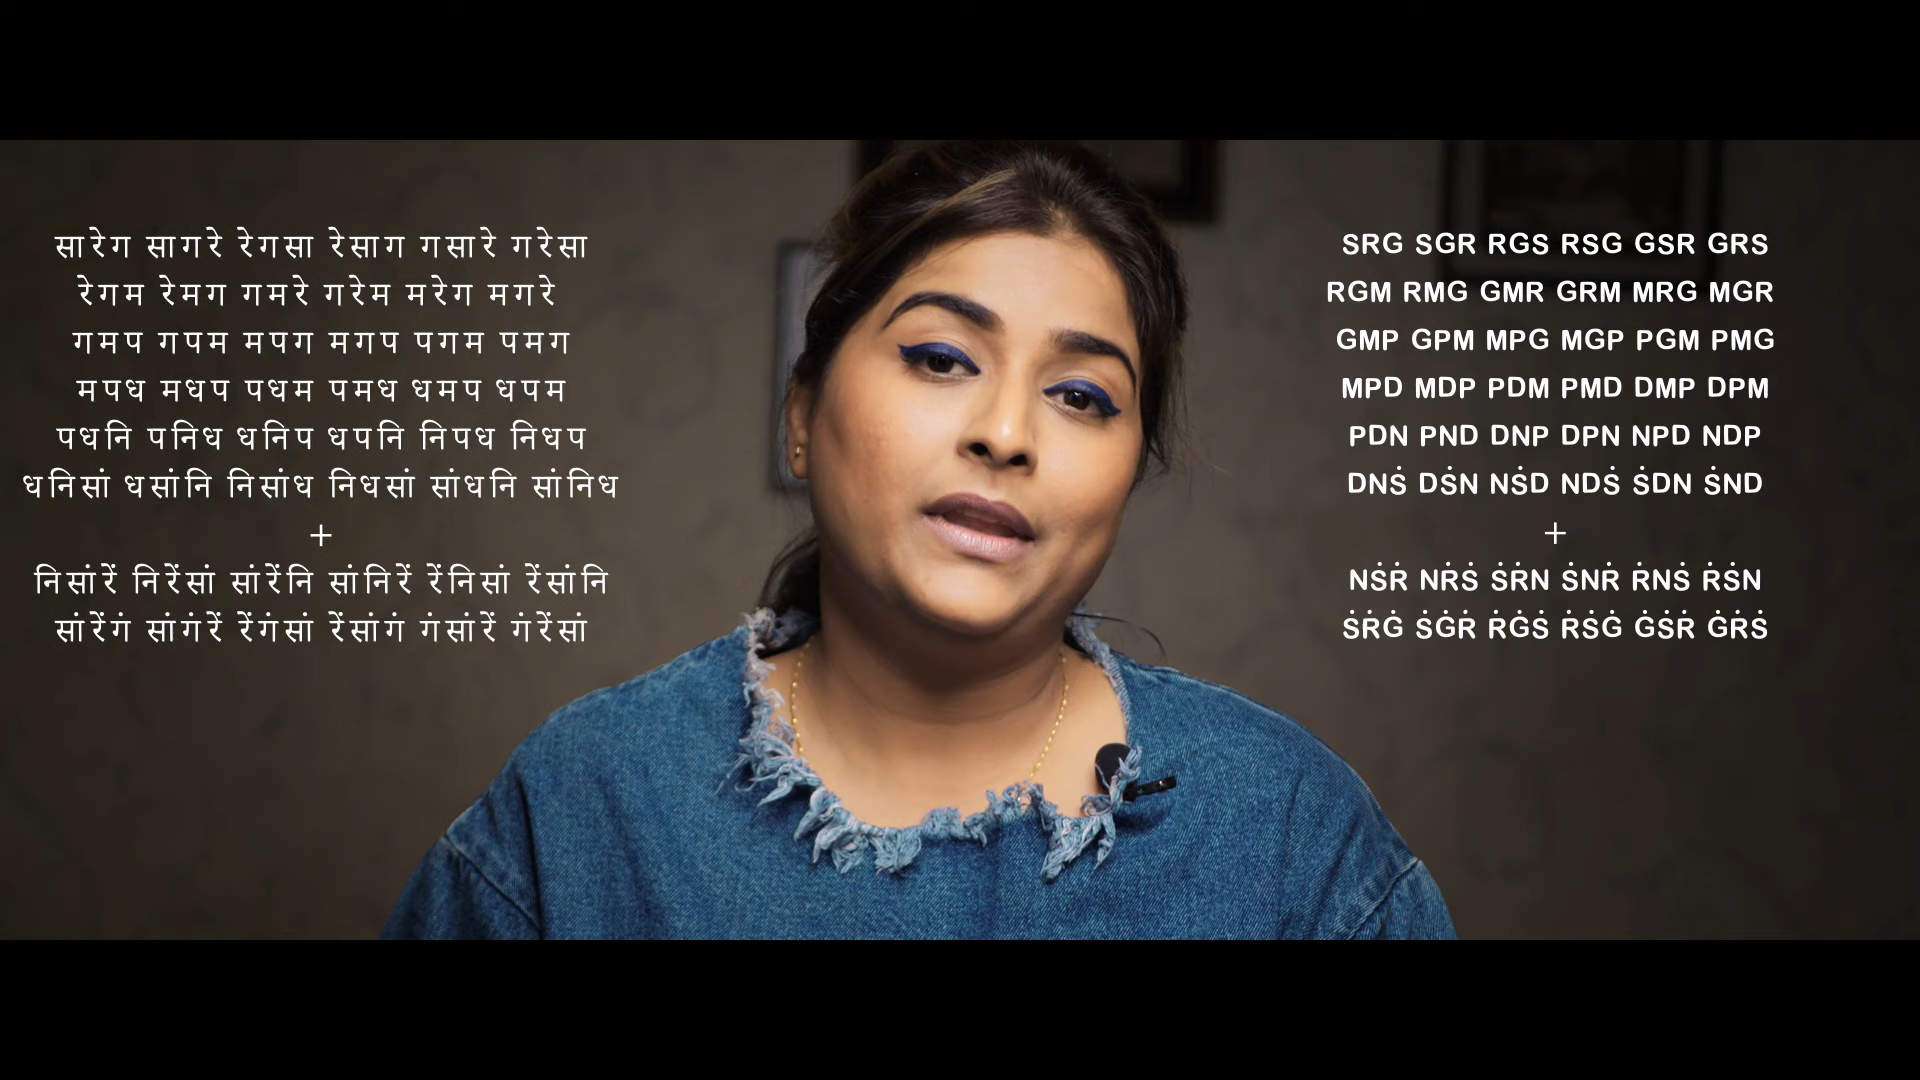 सारेग सागरे रेगसा रेसाग गसारे गरेसा
रेगम रेमग गमरे गरेम मरेग मगरे
गमप गपम मपग मगप पगम पमग
मपध मधप पधम पमध धमप धपम
पधनि पनिध धनिप धपनि निपध निधप
धनिसां धसांनि निसांध निधसां सांधनि सांनिध
+
निसांरें निरेंसां सांरेंनि सांनिरें रेंनिसां रेंसांनि
सांरेंगं सांगंरें रेंगंसां रेंसांगं गंसांरें गंरेंसां
SRG SGR RGS RSG GSR GRS
RGM RMG GMR GRM MRG MGR
GMP GPM MPG MGP PGM PMG
MPD MDP PDM PMD DMP DPM
PDN PND DNP DPN NPD NDP
DNṠ DṠN NṠD NDṠ ṠDN ṠND
+
NṠṘ NṘṠ ṠṘN ṠNṘ ṘNṠ ṘṠN
ṠṘĠ ṠĠṘ ṘĠṠ ṘṠĠ ĠṠṘ ĠṘṠ